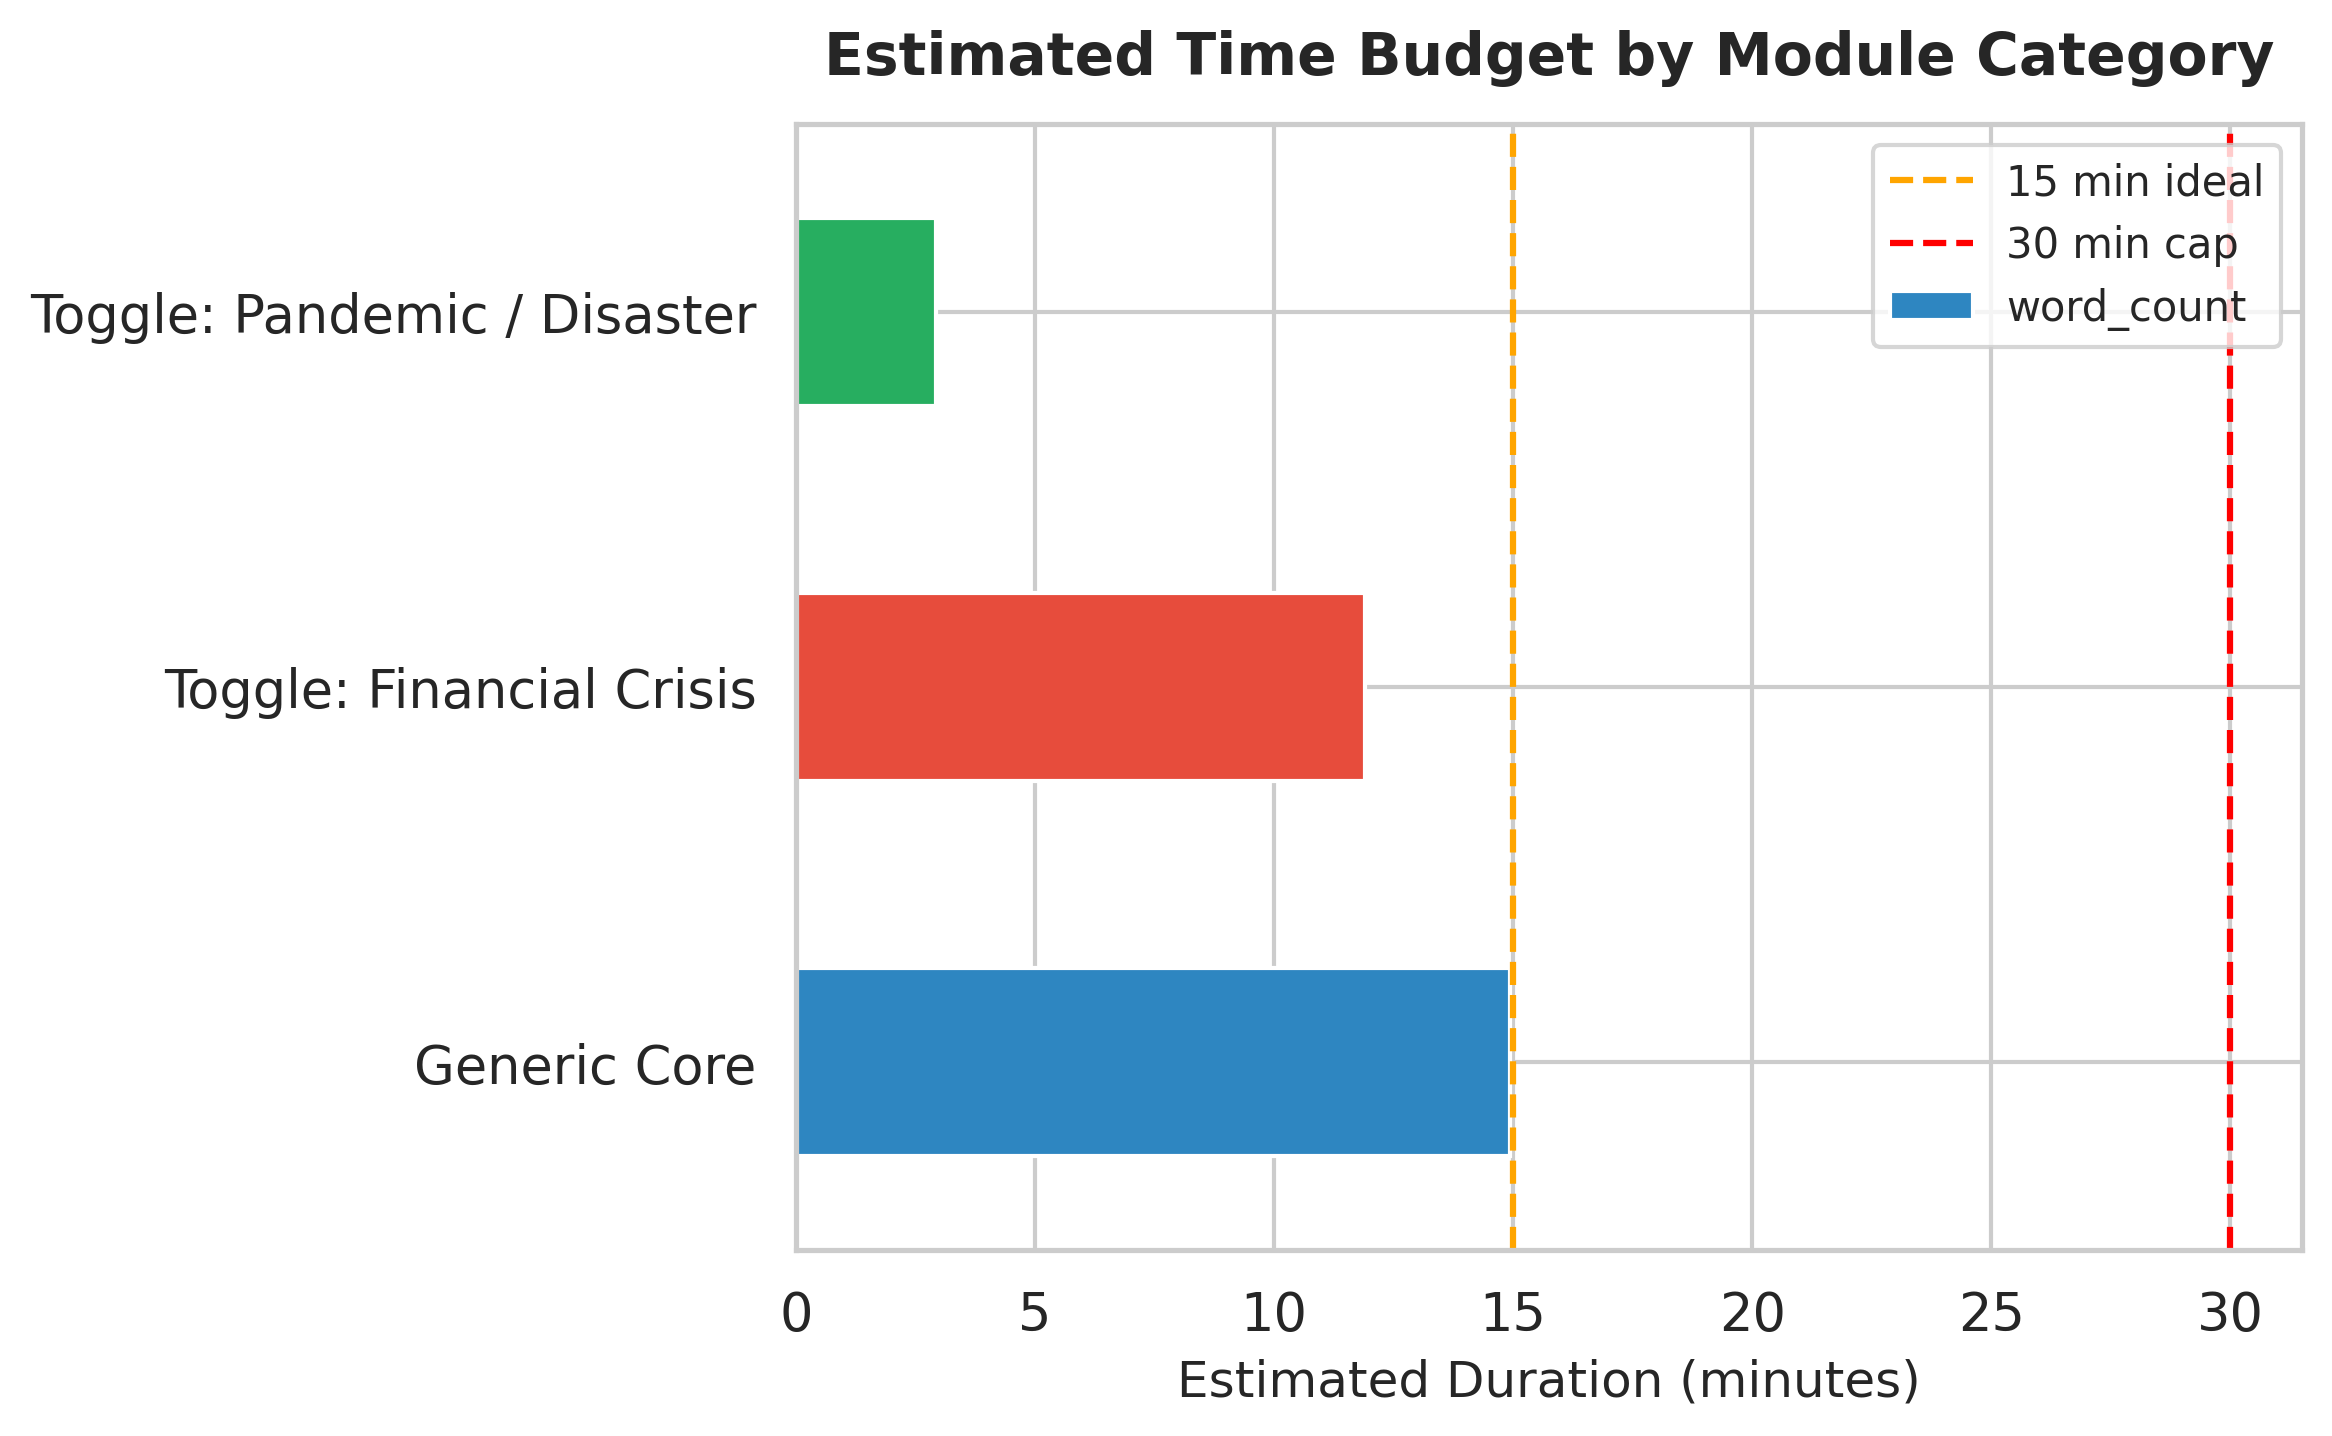 Estimated Time Budget by Module Category
15 min ideal
30 min cap
word_count
Toggle: Pandemic / Disaster
Toggle: Financial Crisis
Generic Core
0 5 10 15 20 25 30
Estimated Duration (minutes)